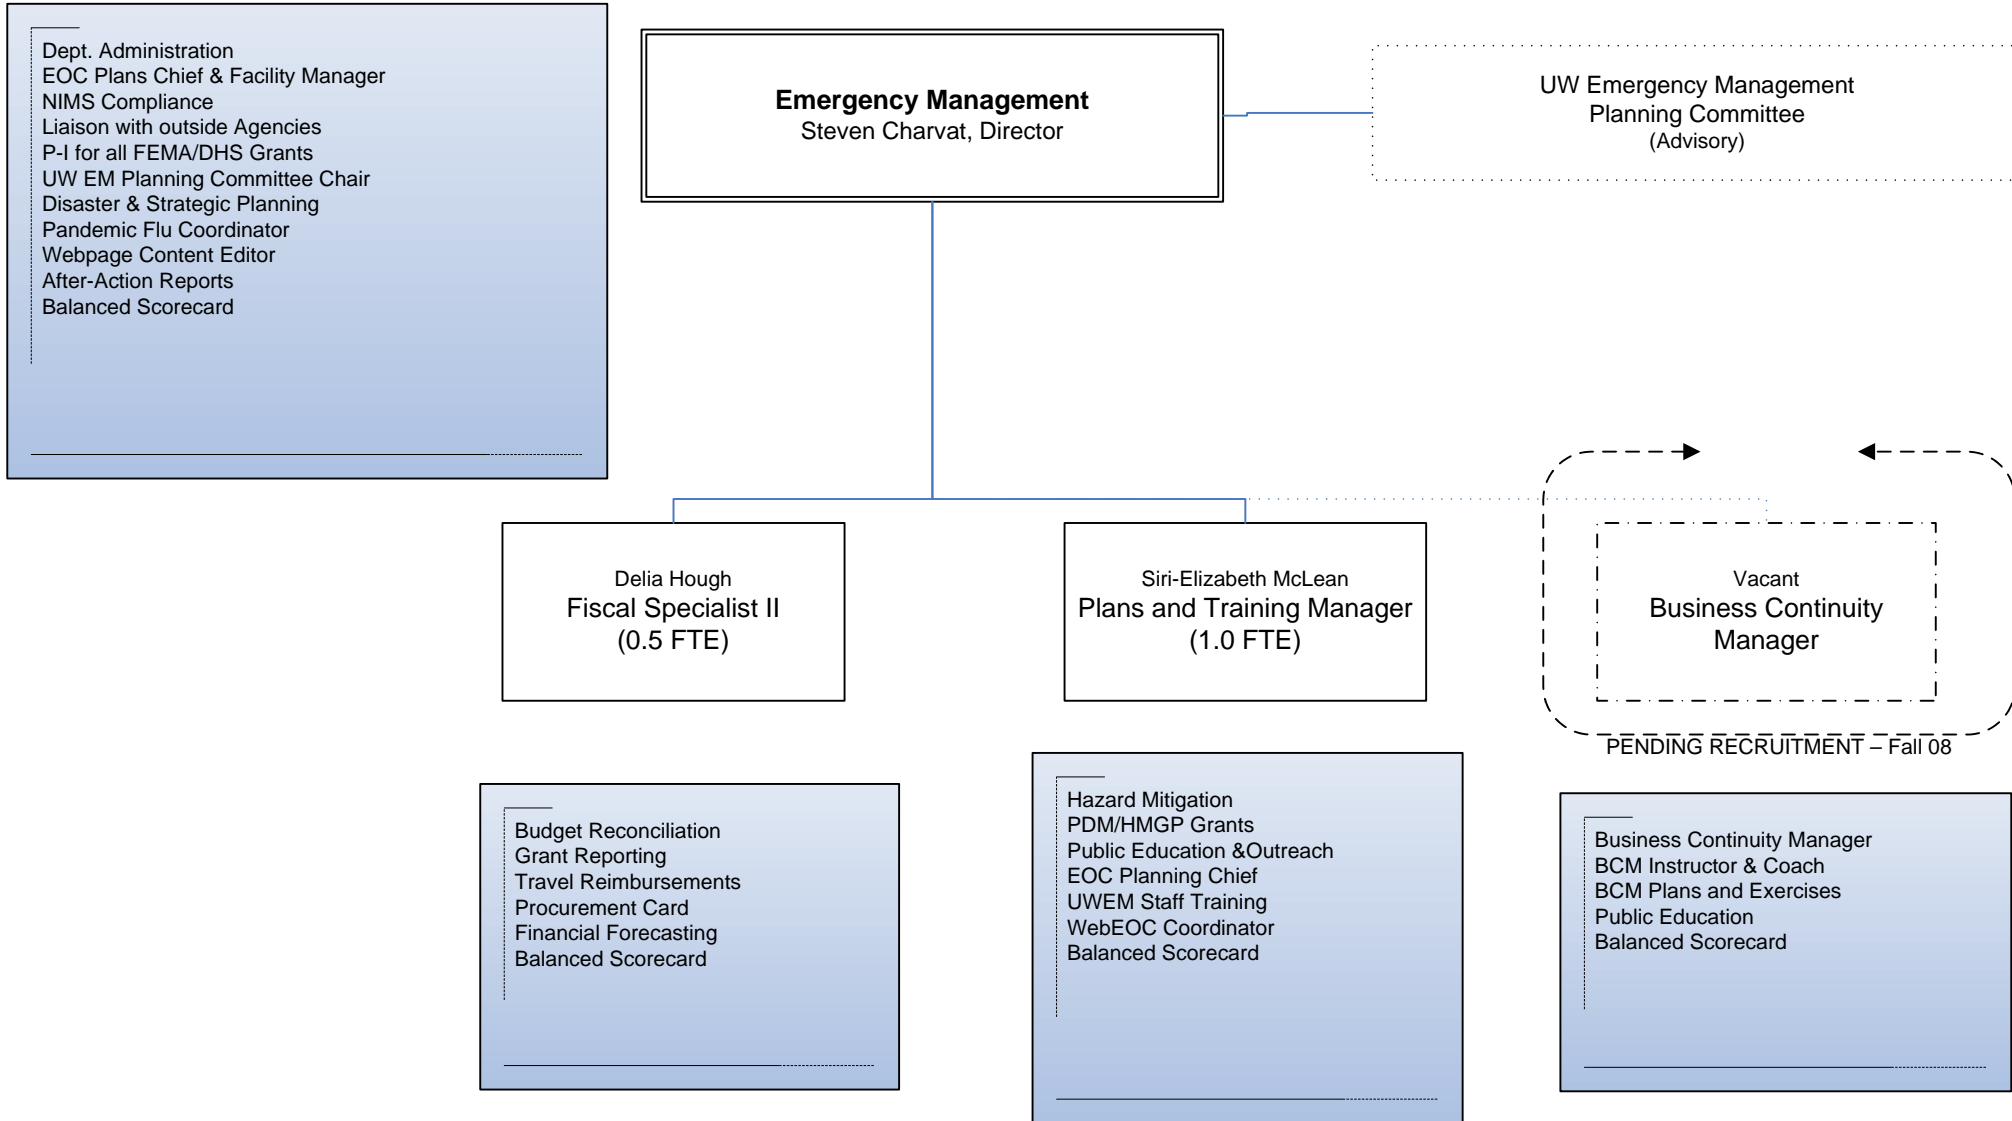 Dept. Administration
EOC Plans Chief & Facility Manager
NIMS Compliance
Liaison with outside Agencies
P-I for all FEMA/DHS Grants
UW EM Planning Committee Chair
Disaster & Strategic Planning
Pandemic Flu Coordinator
Webpage Content Editor
After-Action Reports
Balanced Scorecard
Emergency Management
Steven Charvat, Director
UW Emergency Management
Planning Committee
(Advisory)
Delia Hough
Fiscal Specialist II
(0.5 FTE)
Siri-Elizabeth McLean
Plans and Training Manager
(1.0 FTE)
Vacant
Business Continuity
Manager
PENDING RECRUITMENT – Fall 08
Budget Reconciliation
Grant Reporting
Travel Reimbursements
Procurement Card
Financial Forecasting
Balanced Scorecard
Hazard Mitigation
PDM/HMGP Grants
Public Education &Outreach
EOC Planning Chief
UWEM Staff Training
WebEOC Coordinator
Balanced Scorecard
Business Continuity Manager
BCM Instructor & Coach
BCM Plans and Exercises
Public Education
Balanced Scorecard